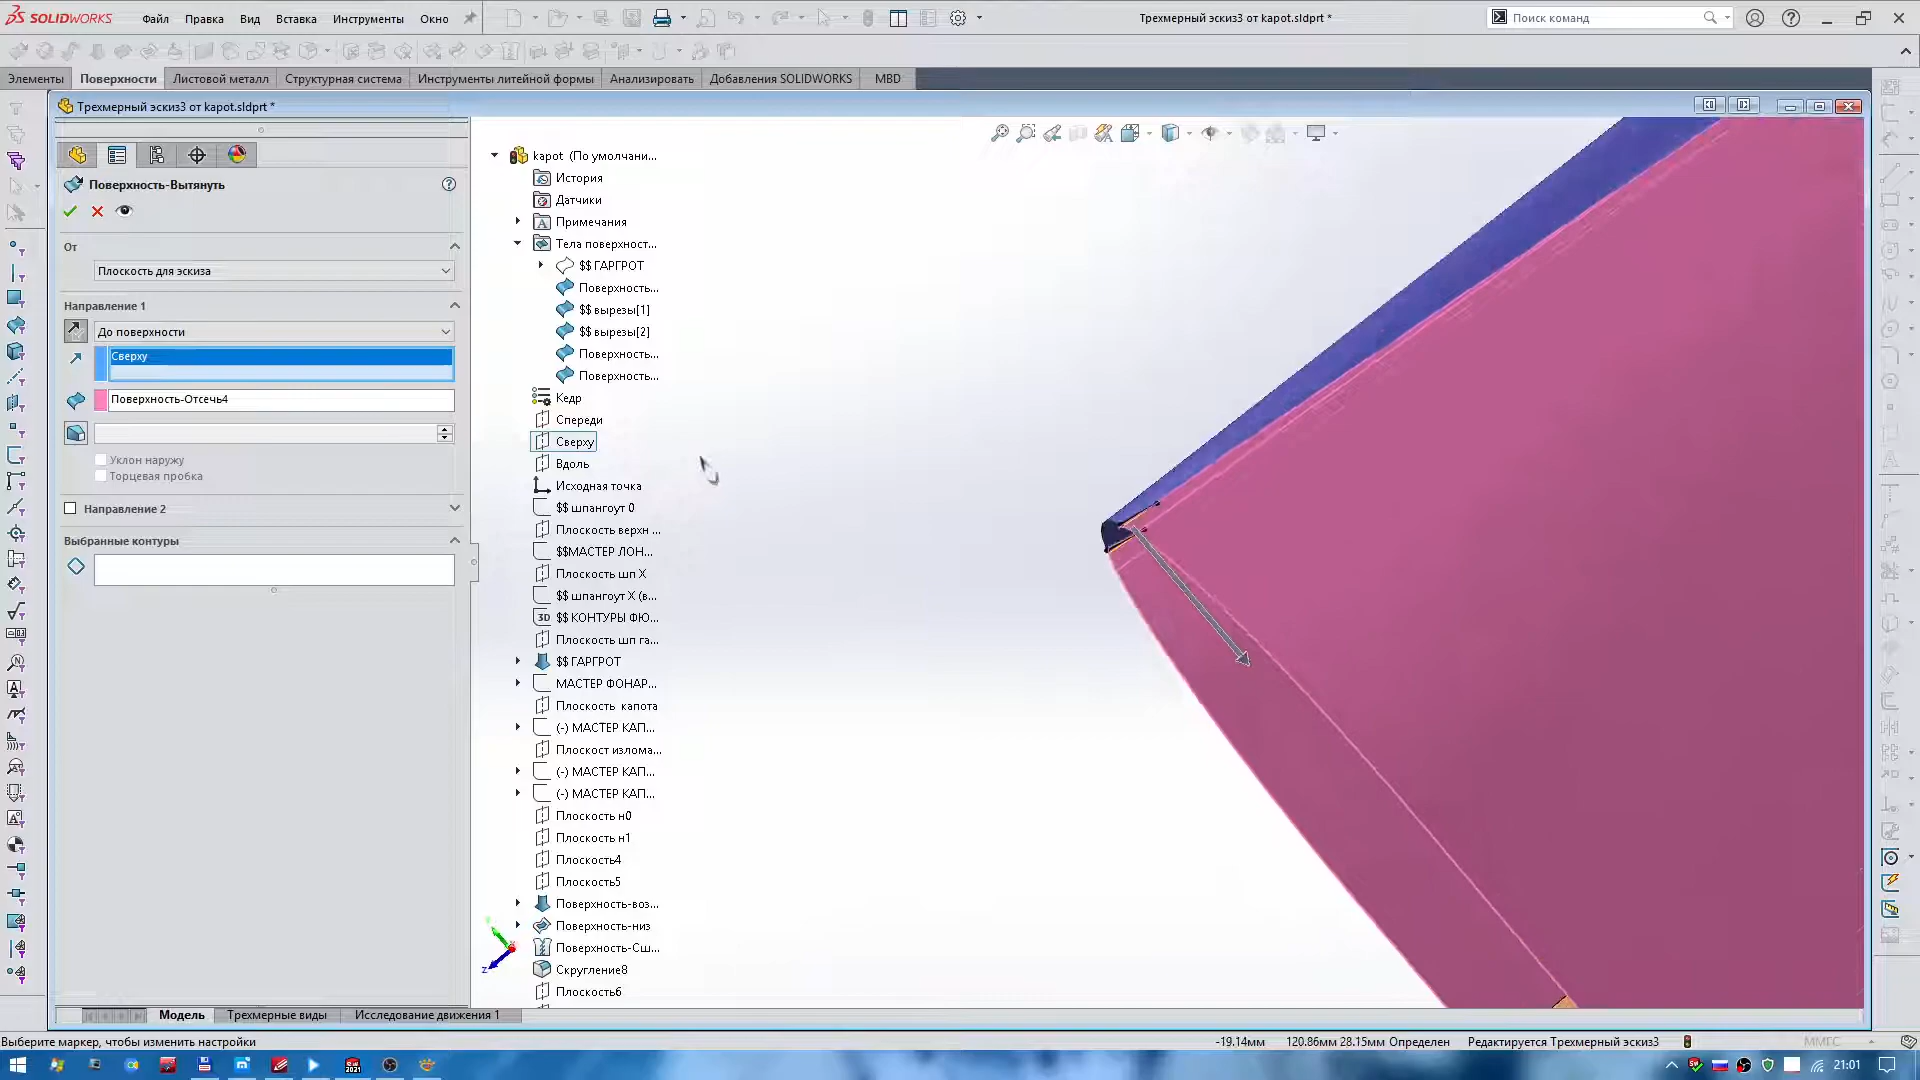 SOLIDWORKS Файл Правка Вид Вставка Инструменты Окно
Трехмерный эскиз3 от kapot.sldprt *
Поиск команд
Элементы Поверхности Листовой металл Структурная система Инструменты литейной формы Анализировать Добавления SOLIDWORKS MBD
Трехмерный эскиз3 от kapot.sldprt *
Поверхность-Вытянуть
От
Плоскость для эскиза
Направление 1
До поверхности
Сверху
Поверхность-Отсечь4
Уклон наружу
Торцевая пробка
Направление 2
Выбранные контуры
kapot (По умолчани...
История
Датчики
Примечания
Тела поверхност...
$$ ГАРГРОТ
Поверхность...
$$ вырезы[1]
$$ вырезы[2]
Поверхность...
Поверхность...
Кедр
Спереди
Сверху
Вдоль
Исходная точка
$$ шпангоут 0
Плоскость верхн ...
$$МАСТЕР ЛОН...
Плоскость шп X
$$ шпангоут X (в...
3D $$ КОНТУРЫ ФЮ...
Плоскость шп га...
$$ ГАРГРОТ
МАСТЕР ФОНАР...
Плоскость капота
(-) МАСТЕР КАП...
Плоскост излома...
(-) МАСТЕР КАП...
(-) МАСТЕР КАП...
Плоскость н0
Плоскость н1
Плоскость4
Плоскость5
Поверхность-воз...
Поверхность-низ
Поверхность-Сш...
Скругление8
Плоскость6
Модель Трехмерные виды Исследование движения 1
Выберите маркер, чтобы изменить настройки
-19.14мм 120.86мм 28.15мм Определен Редактируется Трехмерный эскиз3 ММГС
21:01